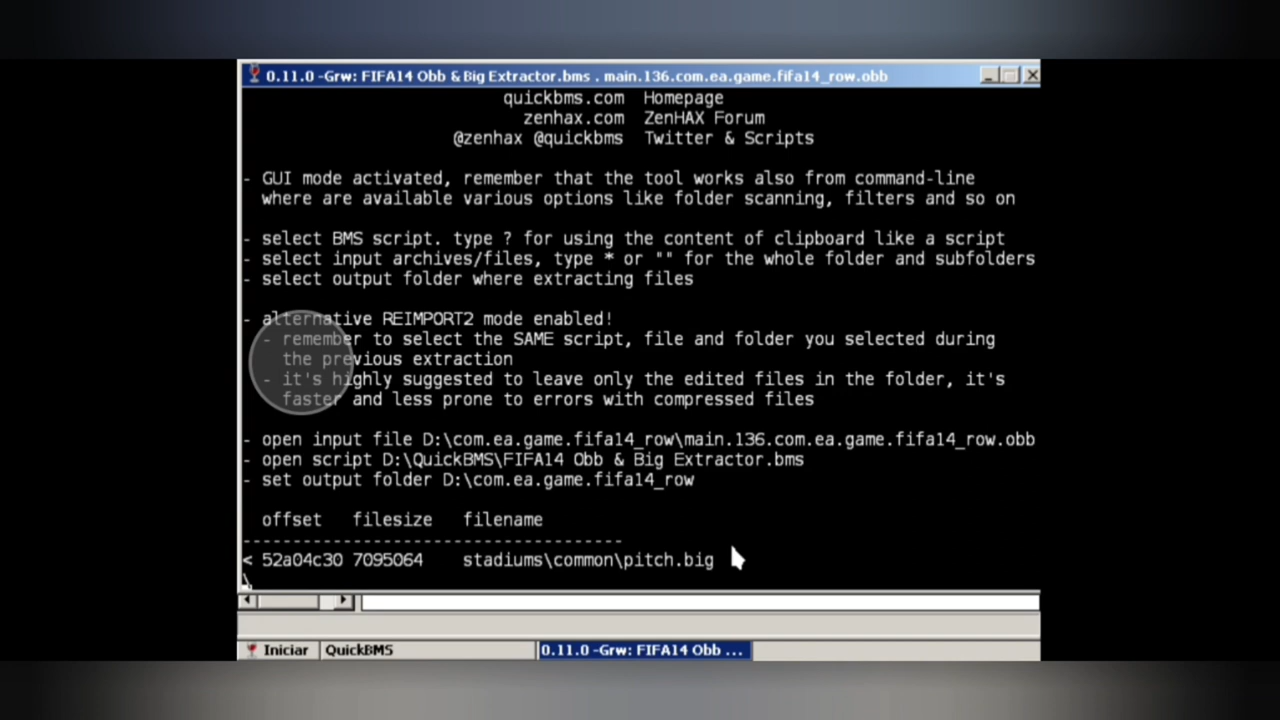 0.11.0 -Grw: FIFA14 Obb & Big Extractor.bms . main.136.com.ea.game.fifa14_row.obb
quickbms.com Homepage
zenhax.com ZenHAX Forum
@zenhax @quickbms Twitter & Scripts
- GUI mode activated, remember that the tool works also from command-line
where are available various options like folder scanning, filters and so on
- select BMS script. type ? for using the content of clipboard like a script
- select input archives/files, type * or "" for the whole folder and subfolders
- select output folder where extracting files
- alternative REIMPORT2 mode enabled!
- remember to select the SAME script, file and folder you selected during
the previous extraction
- it's highly suggested to leave only the edited files in the folder, it's
faster and less prone to errors with compressed files
- open input file D:\com.ea.game.fifa14_row\main.136.com.ea.game.fifa14_row.obb
- open script D:\QuickBMS\FIFA14 Obb & Big Extractor.bms
- set output folder D:\com.ea.game.fifa14_row
offset filesize filename
--------------------------------------
< 52a04c30 7095064 stadiums\common\pitch.big
\
Iniciar QuickBMS 0.11.0 -Grw: FIFA14 Obb ...